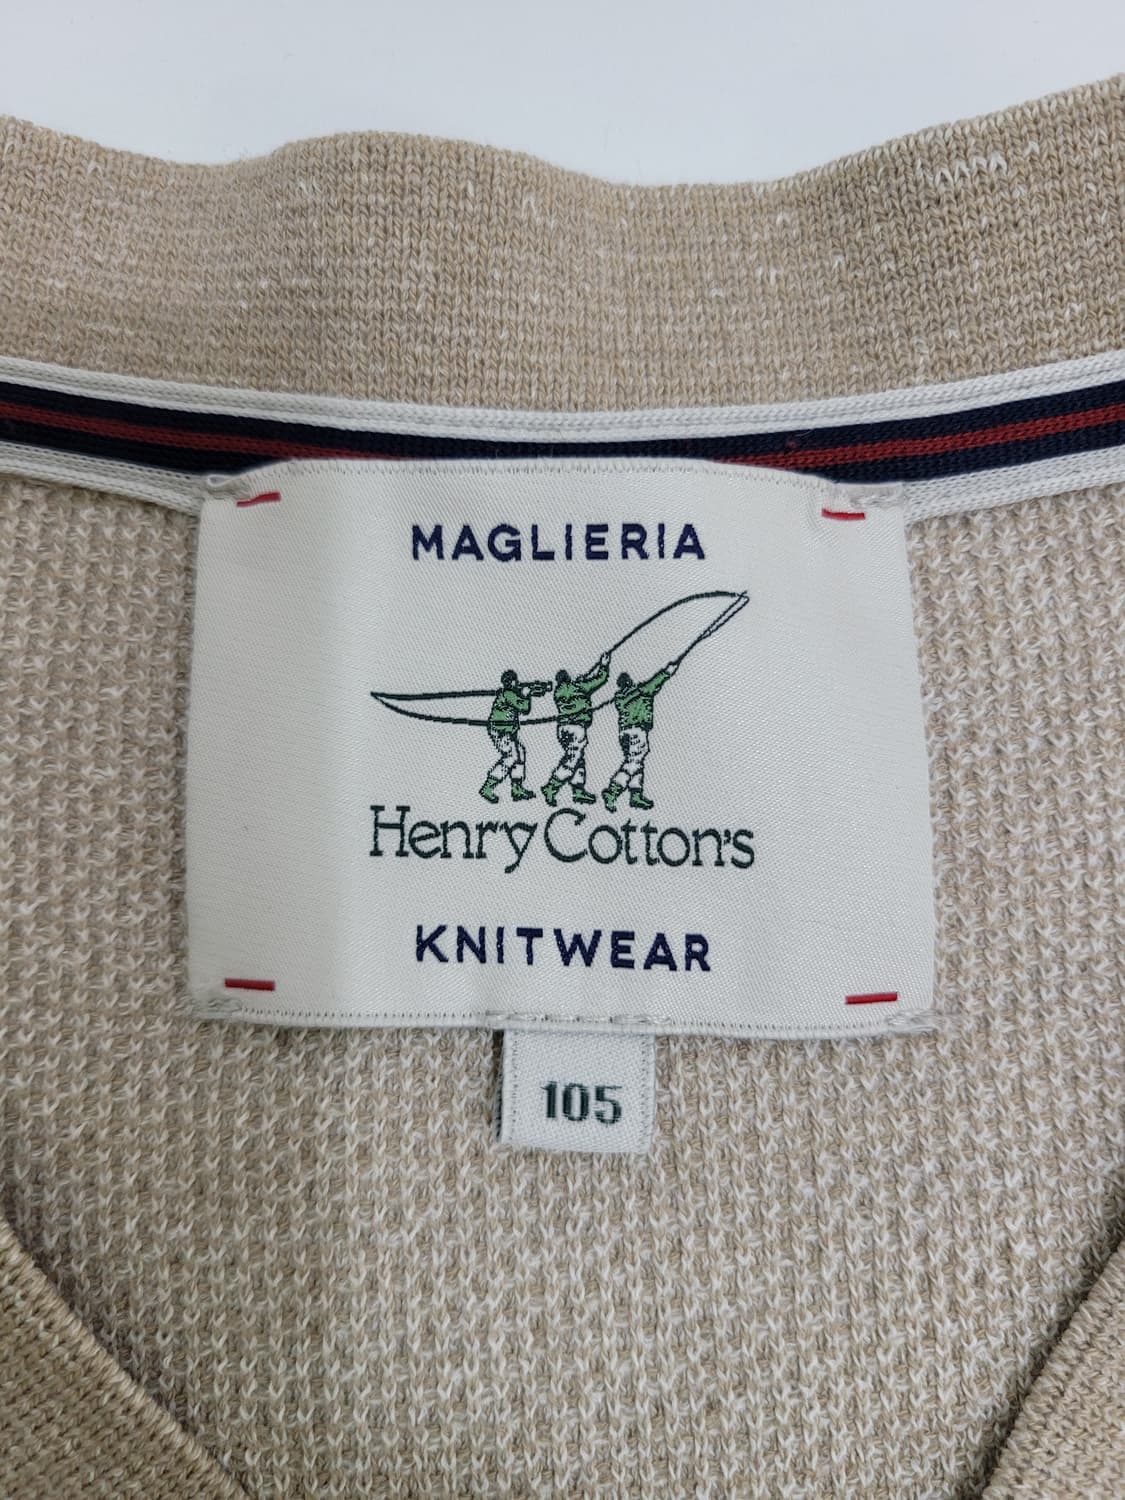 MAGLIERIA
Henry Cotton's
KNITWEAR
105